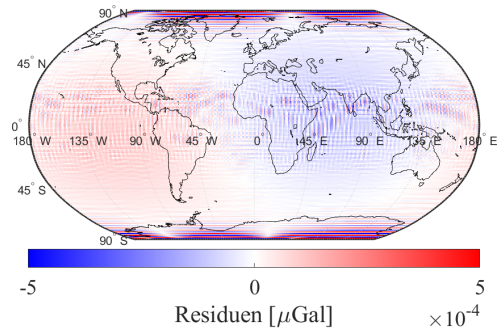 90° N
45° N
0°
180° W 135° W 90° W 45° W 0° 45° E 90° E 135° E 180° E
45° S
90° S
-5 0 5
Residuen [μGal] ×10⁻⁴